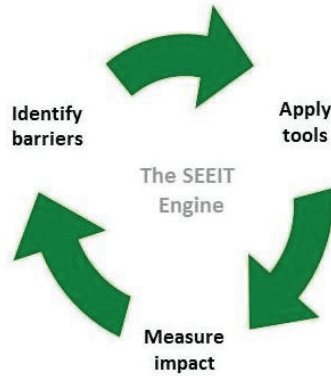 Identify
barriers
Apply
tools
The SEEIT
Engine
Measure
impact